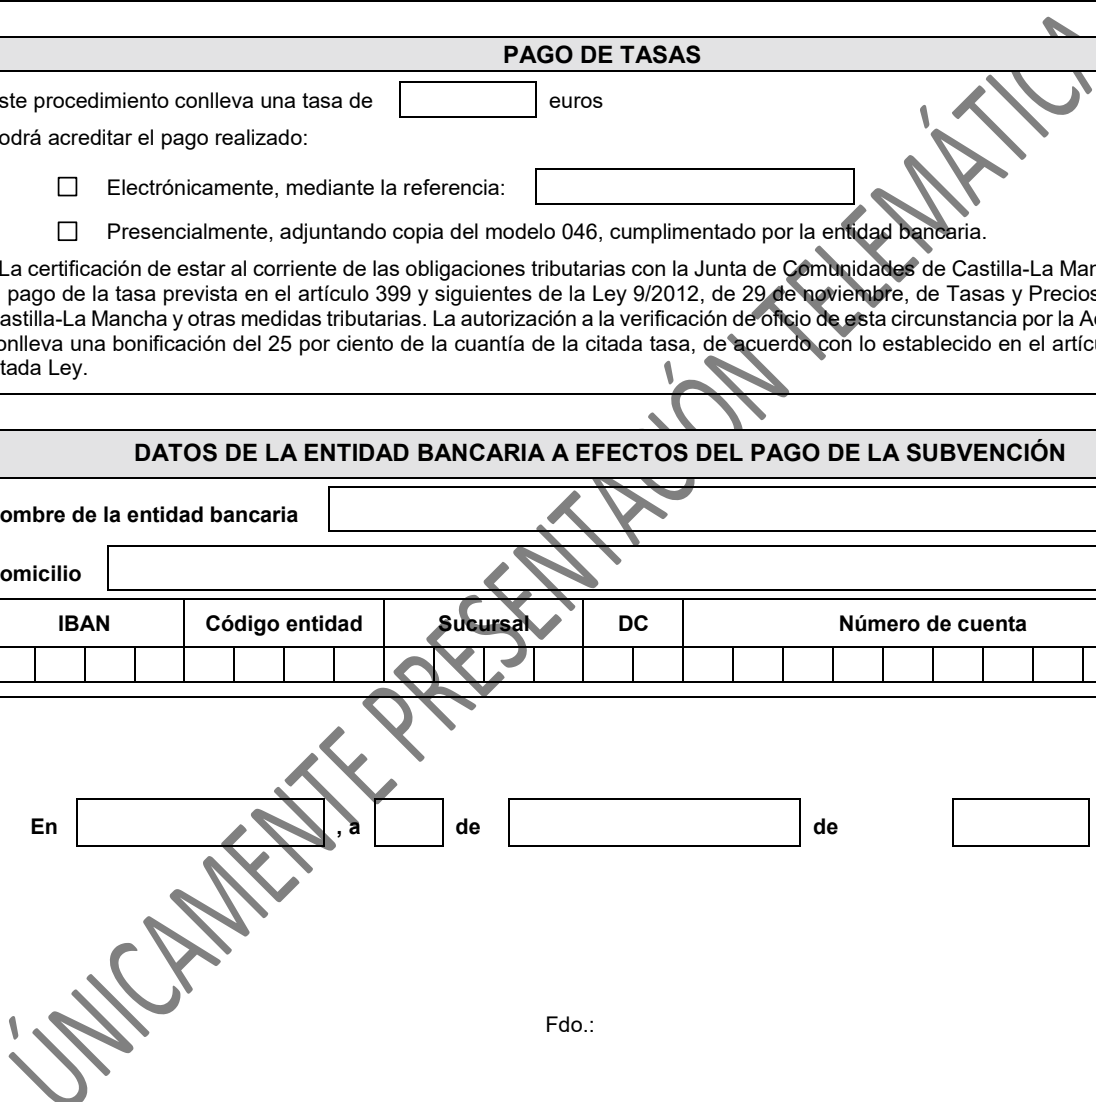 PAGO DE TASAS
ste procedimiento conlleva una tasa de euros
odrá acreditar el pago realizado:
Electrónicamente, mediante la referencia:
Presencialmente, adjuntando copia del modelo 046, cumplimentado por la entidad bancaria.
La certificación de estar al corriente de las obligaciones tributarias con la Junta de Comunidades de Castilla-La Man
pago de la tasa prevista en el artículo 399 y siguientes de la Ley 9/2012, de 29 de noviembre, de Tasas y Precios
astilla-La Mancha y otras medidas tributarias. La autorización a la verificación de oficio de esta circunstancia por la A
onlleva una bonificación del 25 por ciento de la cuantía de la citada tasa, de acuerdo con lo establecido en el artíc
tada Ley.
DATOS DE LA ENTIDAD BANCARIA A EFECTOS DEL PAGO DE LA SUBVENCIÓN
ombre de la entidad bancaria
omicilio
IBAN Código entidad Sucursal DC Número de cuenta
En , a de de
Fdo.:
ÚNICAMENTE PRESENTACIÓN TELEMÁTICA